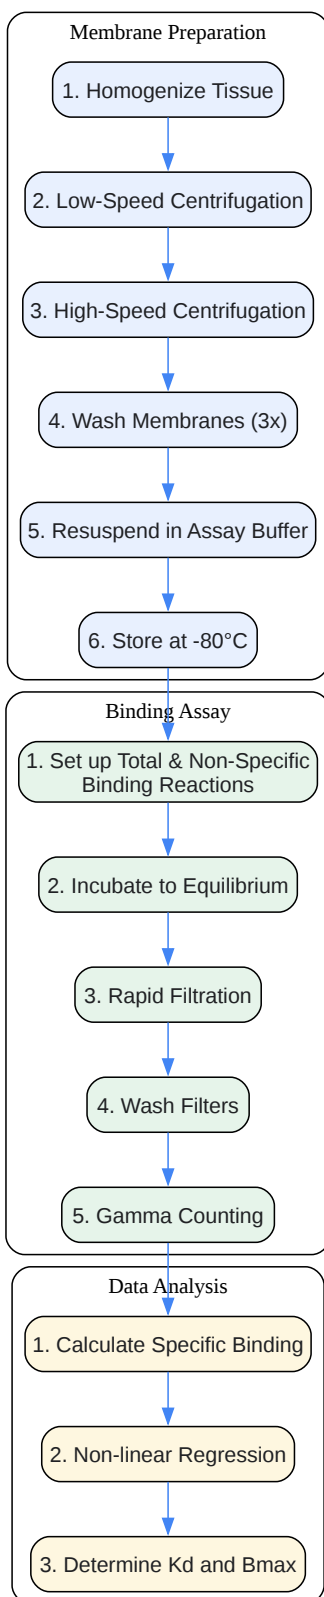 Membrane Preparation
1. Homogenize Tissue
2. Low-Speed Centrifugation
3. High-Speed Centrifugation
4. Wash Membranes (3x)
5. Resuspend in Assay Buffer
6. Store at -80°C
Binding Assay
1. Set up Total & Non-Specific
Binding Reactions
2. Incubate to Equilibrium
3. Rapid Filtration
4. Wash Filters
5. Gamma Counting
Data Analysis
1. Calculate Specific Binding
2. Non-linear Regression
3. Determine Kd and Bmax